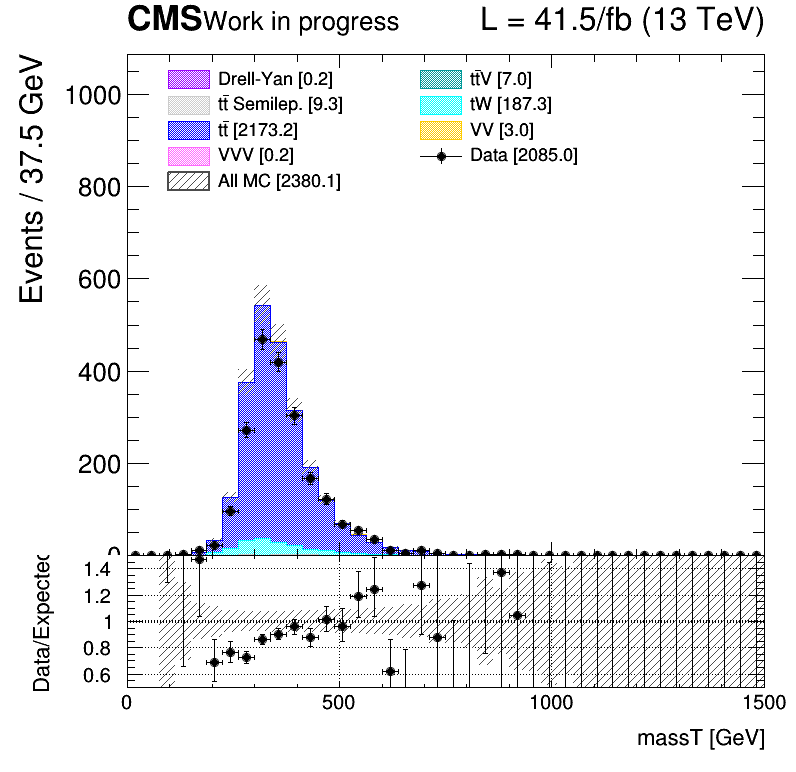 CMS Work in progress L = 41.5/fb (13 TeV)
Events / 37.5 GeV
1000
800
600
400
200
0
Drell-Yan [0.2]
tt̄ Semilep. [9.3]
tt̄ [2173.2]
VVV [0.2]
All MC [2380.1]
tt̄V [7.0]
tW [187.3]
VV [3.0]
Data [2085.0]
Data/Expected
1.4
1.2
1
0.8
0.6
0 500 1000 1500
massT [GeV]